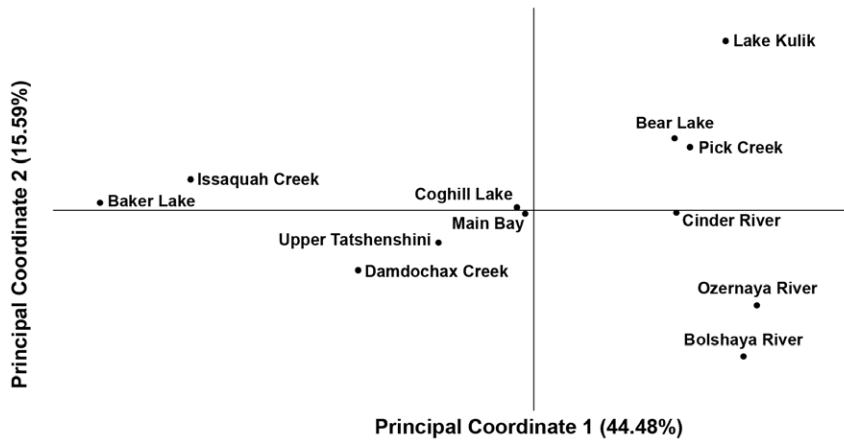 Lake Kulik
Bear Lake
Pick Creek
Issaquah Creek
Baker Lake
Coghill Lake
Main Bay
Cinder River
Upper Tatshenshini
Damdochax Creek
Ozernaya River
Bolshaya River
Principal Coordinate 2 (15.59%)
Principal Coordinate 1 (44.48%)